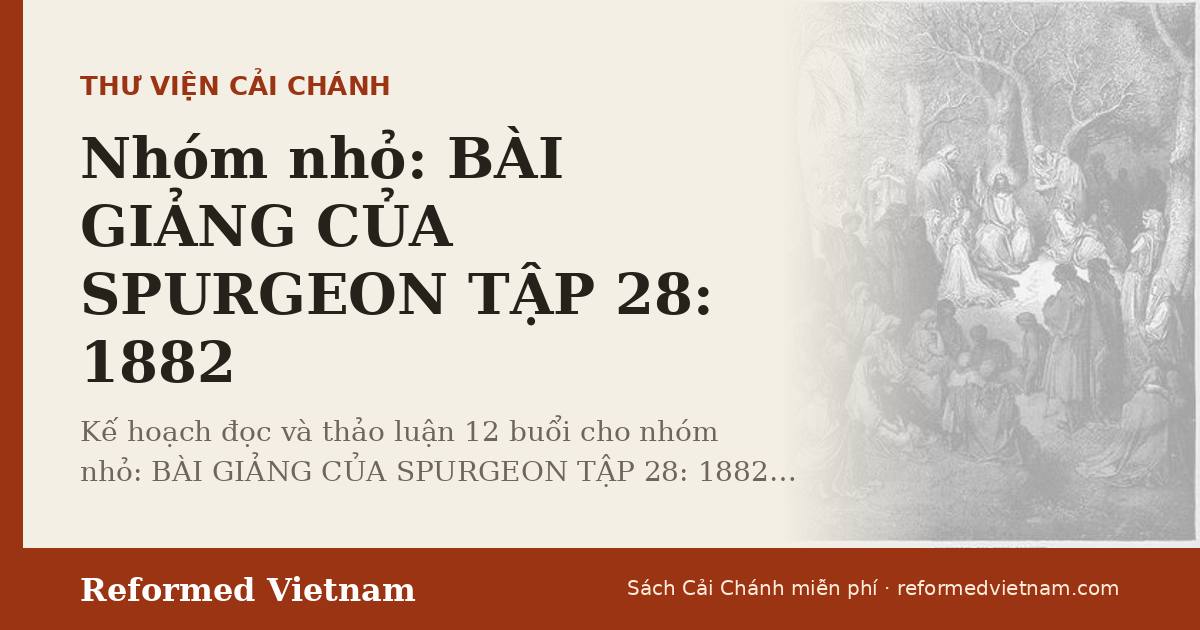 THƯ VIỆN CẢI CHÁNH
Nhóm nhỏ: BÀI
GIẢNG CỦA
SPURGEON TẬP 28:
1882
Kế hoạch đọc và thảo luận 12 buổi cho nhóm
nhỏ: BÀI GIẢNG CỦA SPURGEON TẬP 28: 1882…
Reformed Vietnam
Sách Cải Chánh miễn phí · reformedvietnam.com